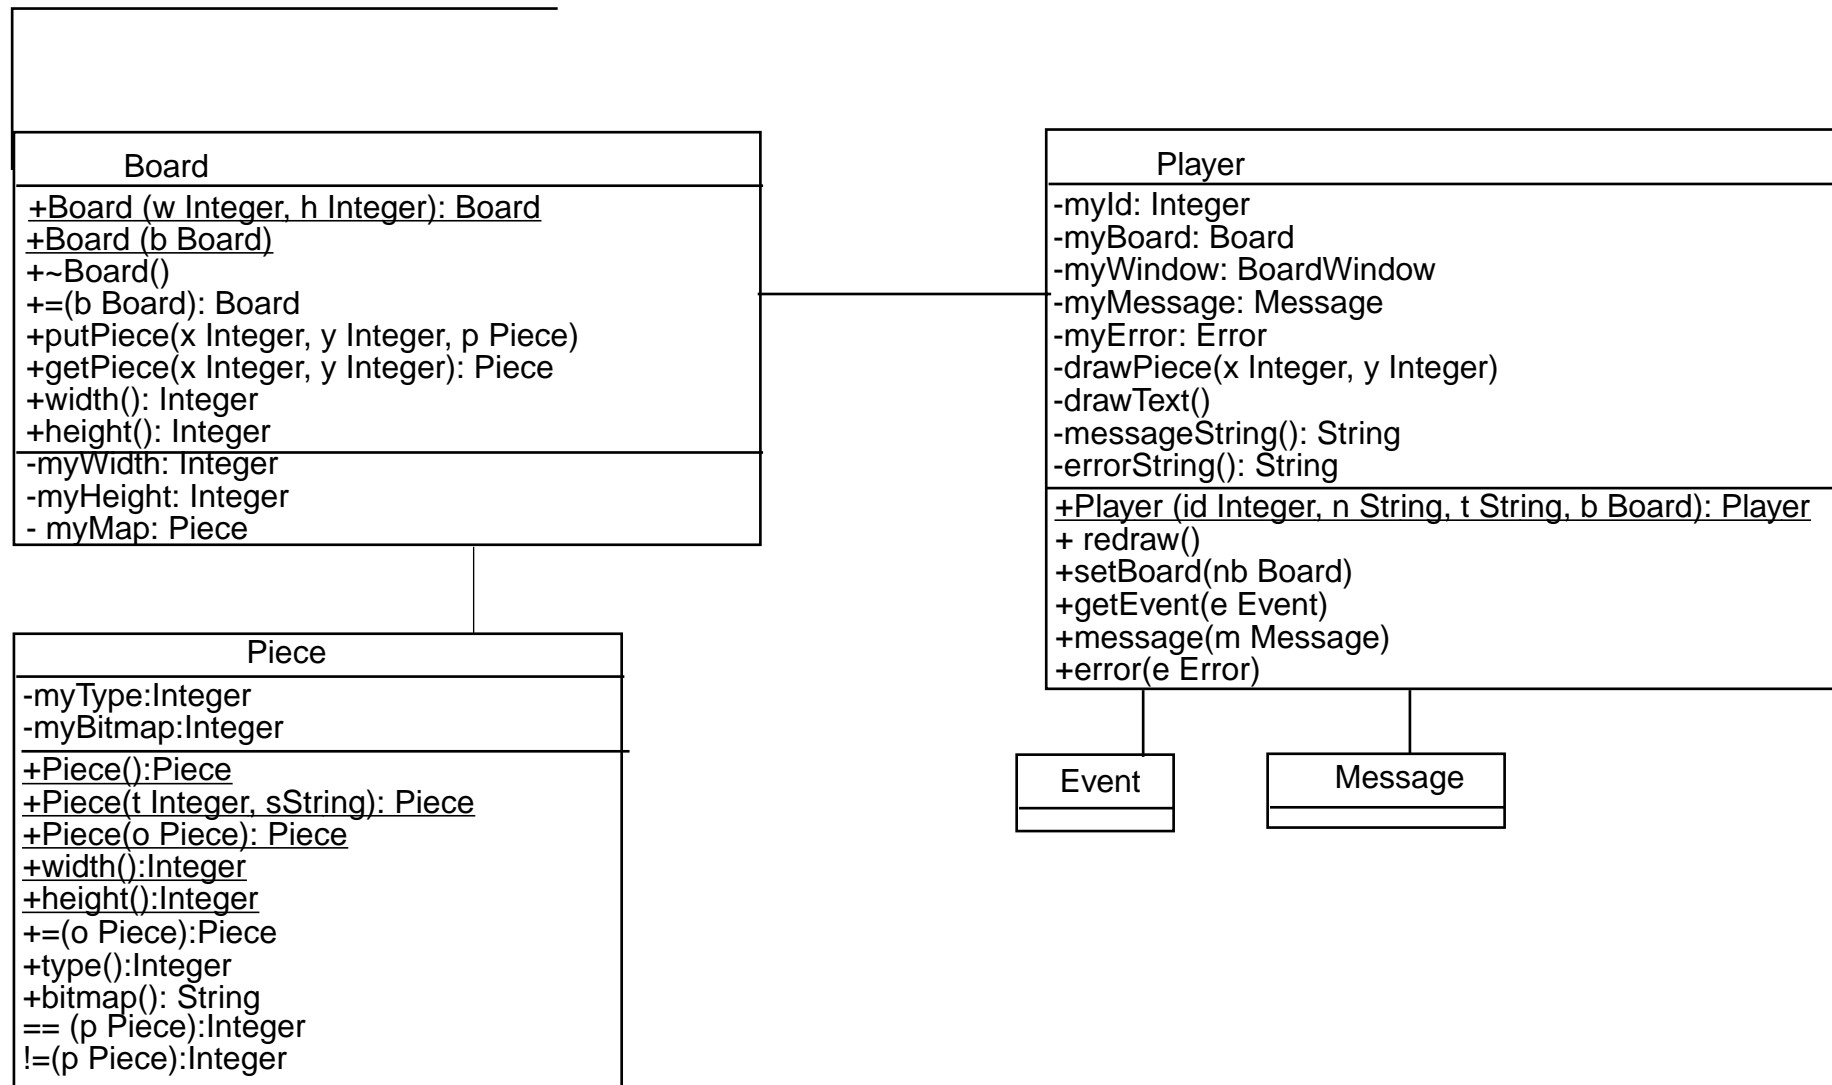 Board
+Board (w Integer, h Integer): Board
+Board (b Board)
+~Board()
+=(b Board): Board
+putPiece(x Integer, y Integer, p Piece)
+getPiece(x Integer, y Integer): Piece
+width(): Integer
+height(): Integer
-myWidth: Integer
-myHeight: Integer
- myMap: Piece
Player
-myId: Integer
-myBoard: Board
-myWindow: BoardWindow
-myMessage: Message
-myError: Error
-drawPiece(x Integer, y Integer)
-drawText()
-messageString(): String
-errorString(): String
+Player (id Integer, n String, t String, b Board): Player
+ redraw()
+setBoard(nb Board)
+getEvent(e Event)
+message(m Message)
+error(e Error)
Piece
-myType:Integer
-myBitmap:Integer
+Piece():Piece
+Piece(t Integer, sString): Piece
+Piece(o Piece): Piece
+width():Integer
+height():Integer
+=(o Piece):Piece
+type():Integer
+bitmap(): String
== (p Piece):Integer
!=(p Piece):Integer
Event
Message